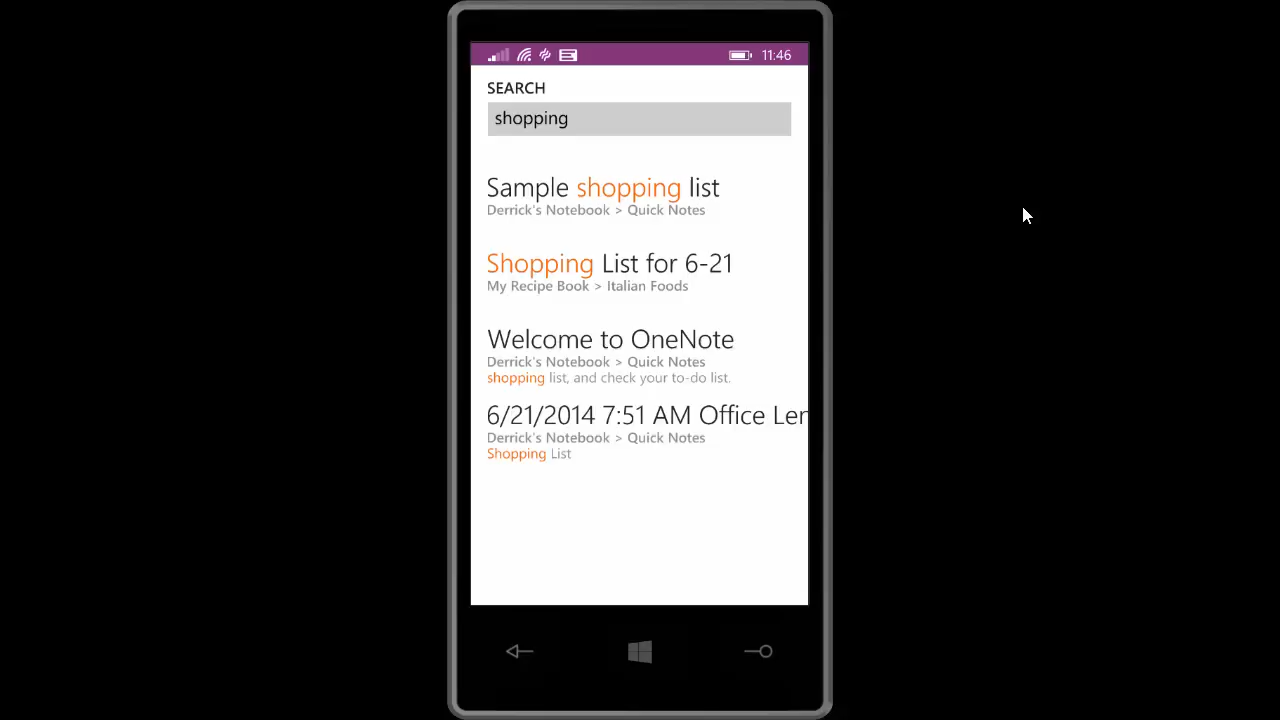 11:46
SEARCH
shopping
Sample shopping list
Derrick's Notebook > Quick Notes
Shopping List for 6-21
My Recipe Book > Italian Foods
Welcome to OneNote
Derrick's Notebook > Quick Notes
shopping list, and check your to-do list.
6/21/2014 7:51 AM Office Len
Derrick's Notebook > Quick Notes
Shopping List